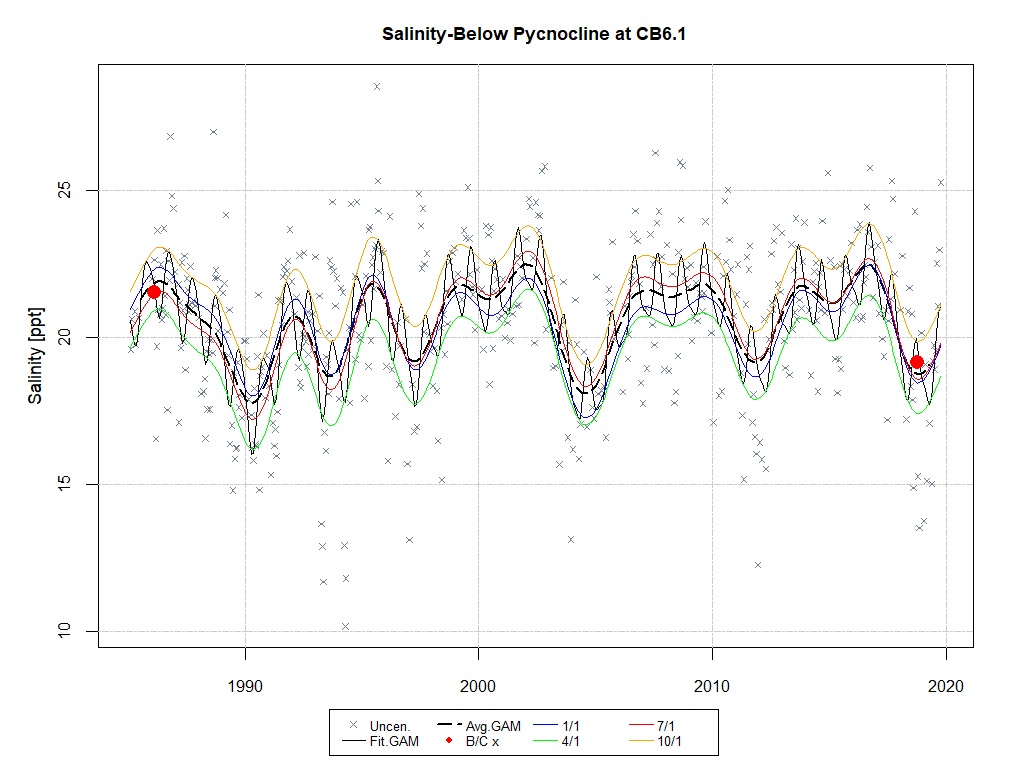 Salinity-Below Pycnocline at CB6.1
Salinity [ppt]
25
20
15
10
1990 2000 2010 2020
Uncen. Avg.GAM 1/1 7/1
Fit.GAM B/C x 4/1 10/1